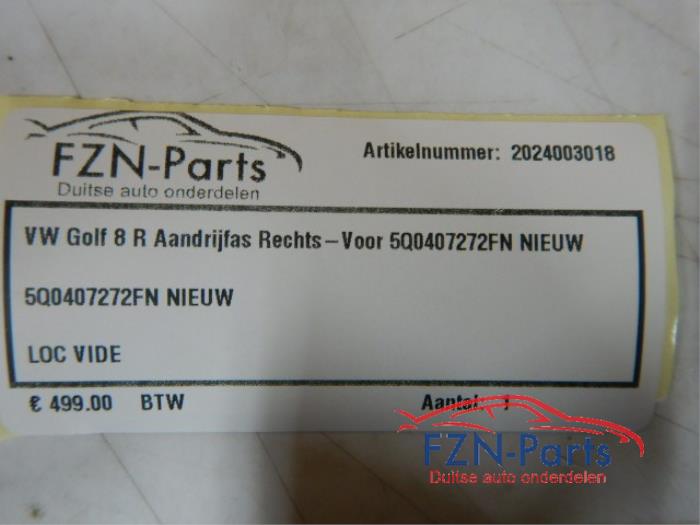 FZN-Parts
Duitse auto onderdelen
Artikelnummer: 2024003018
VW Golf 8 R Aandrijfas Rechts-Voor 5Q0407272FN NIEUW
5Q0407272FN NIEUW
LOC VIDE
€ 499.00 BTW
Aantal: 1
FZN-Parts
Duitse auto onderdelen